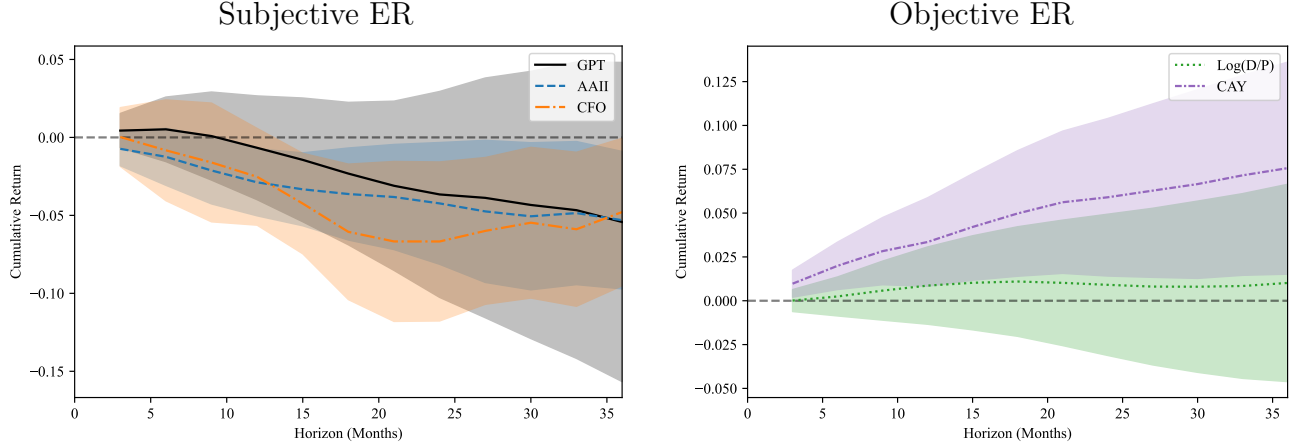 Subjective ER
Cumulative Return
0.05
0.00
−0.05
−0.10
−0.15
GPT
AAII
CFO
0 5 10 15 20 25 30 35
Horizon (Months)
Objective ER
Cumulative Return
0.125
0.100
0.075
0.050
0.025
0.000
−0.025
−0.050
Log(D/P)
CAY
0 5 10 15 20 25 30 35
Horizon (Months)